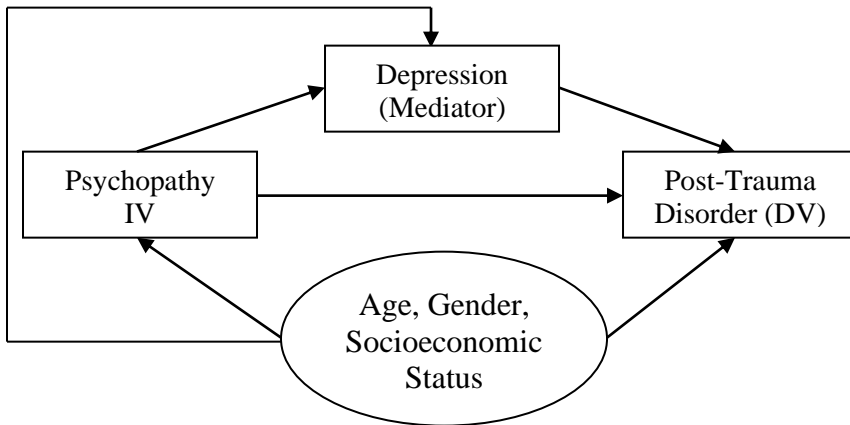 Depression
(Mediator)
Psychopathy
IV
Post-Trauma
Disorder (DV)
Age, Gender,
Socioeconomic
Status